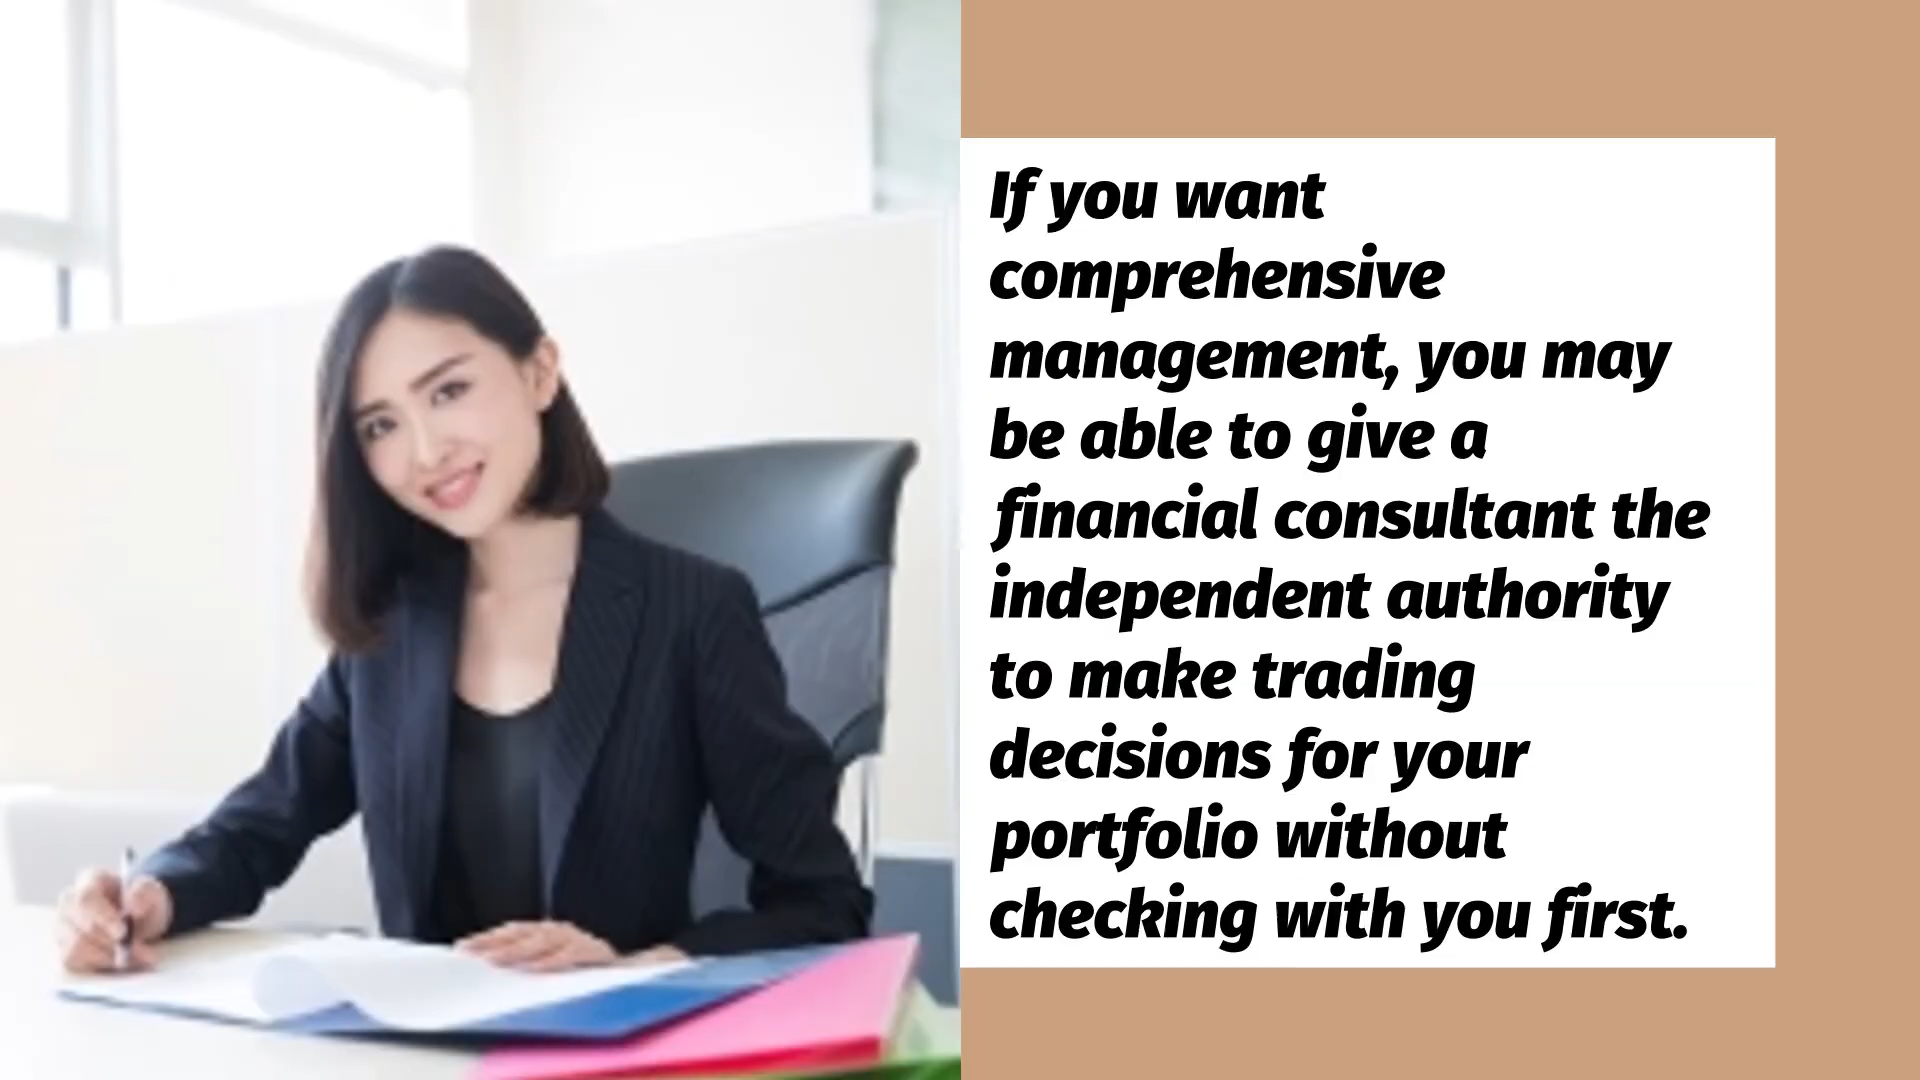 If you want
comprehensive
management, you may
be able to give a
financial consultant the
independent authority
to make trading
decisions for your
portfolio without
checking with you first.